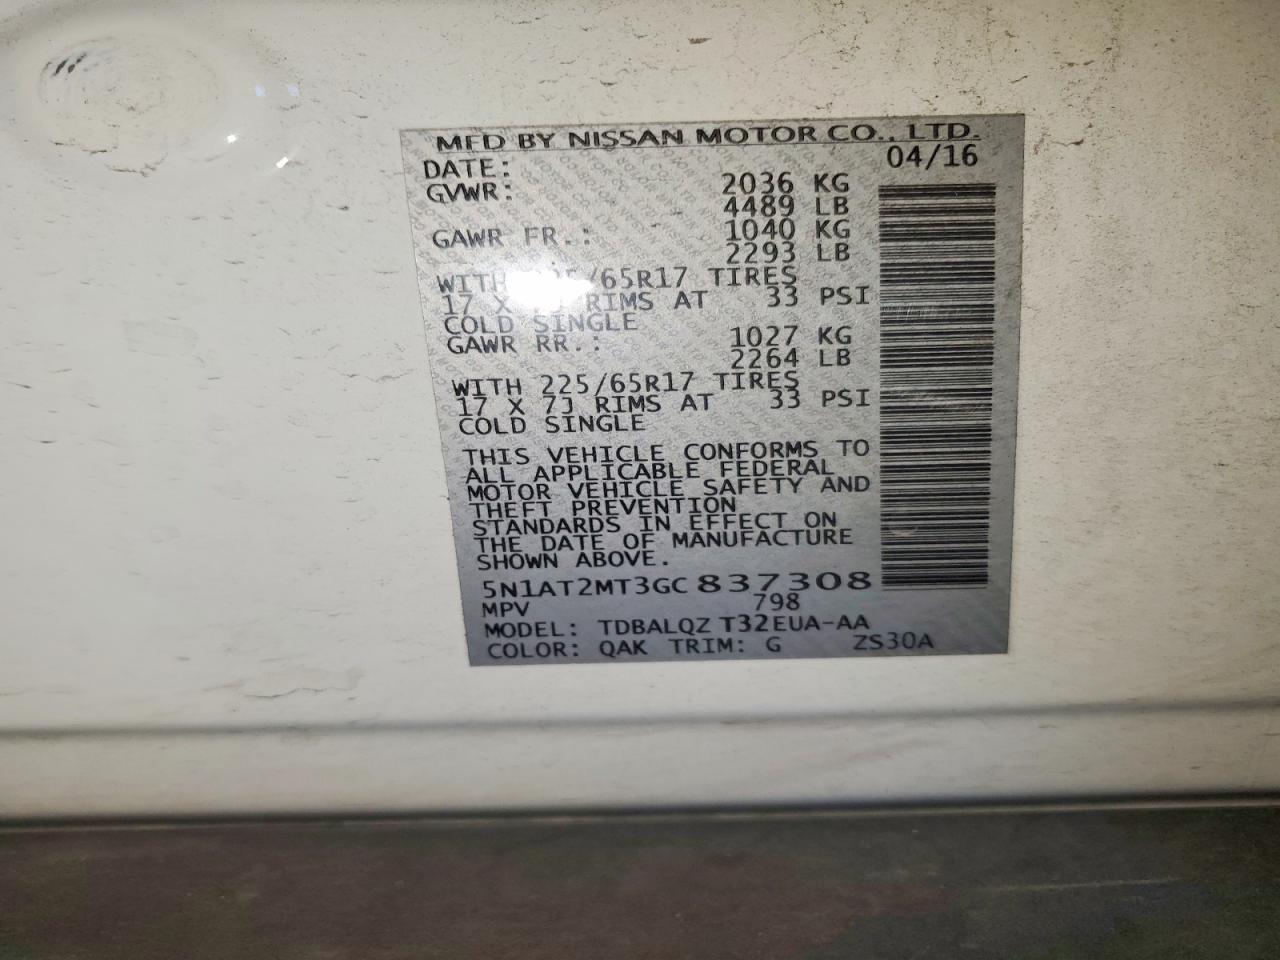 MFD BY NISSAN MOTOR CO., LTD.
DATE: 04/16
GVWR: 2036 KG
4489 LB
GAWR FR.: 1040 KG
2293 LB
WITH /65R17 TIRES
17 X RIMS AT 33 PSI
COLD SINGLE
GAWR RR.: 1027 KG
2264 LB
WITH 225/65R17 TIRES
17 X 7J RIMS AT 33 PSI
COLD SINGLE
THIS VEHICLE CONFORMS TO
ALL APPLICABLE FEDERAL
MOTOR VEHICLE SAFETY AND
THEFT PREVENTION
STANDARDS IN EFFECT ON
THE DATE OF MANUFACTURE
SHOWN ABOVE.
5N1AT2MT3GC837308
MPV 798
MODEL: TDBALQZ T32EUA-AA
COLOR: QAK TRIM: G ZS30A